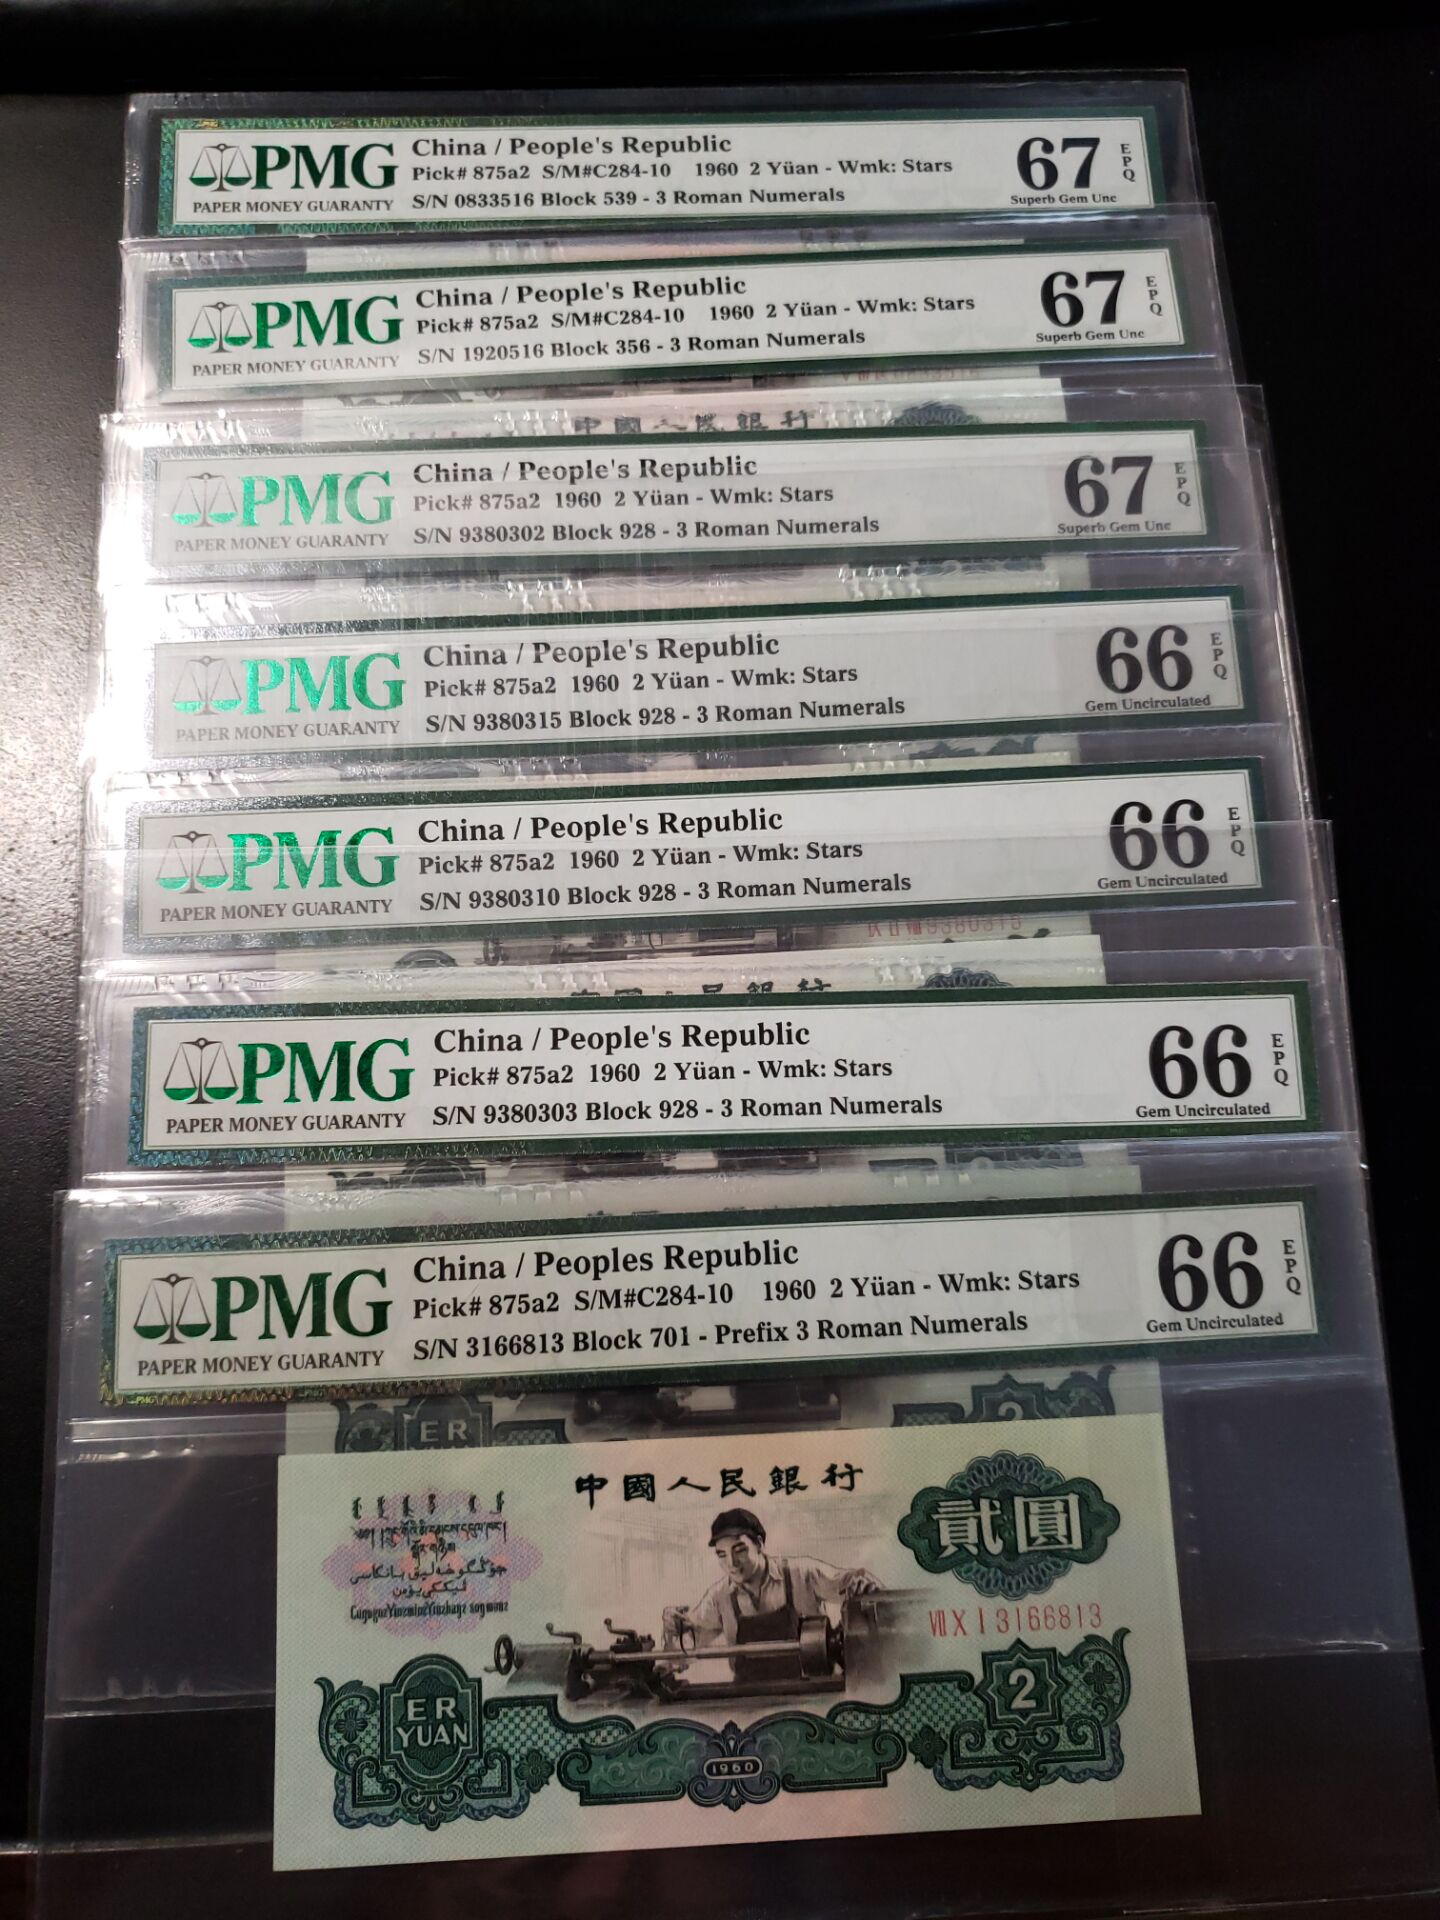 PMG
PAPER MONEY GUARANTY
China / People's Republic
Pick# 875a2 S/M#C284-10 1960 2 Yüan - Wmk: Stars
S/N 0833516 Block 539 - 3 Roman Numerals
67 EPQ
Superb Gem Unc
PMG
PAPER MONEY GUARANTY
China / People's Republic
Pick# 875a2 S/M#C284-10 1960 2 Yüan - Wmk: Stars
S/N 1920516 Block 356 - 3 Roman Numerals
67 EPQ
Superb Gem Unc
中國人民銀行
PMG
PAPER MONEY GUARANTY
China / People's Republic
Pick# 875a2 1960 2 Yüan - Wmk: Stars
S/N 9380302 Block 928 - 3 Roman Numerals
67 EPQ
Superb Gem Unc
PMG
PAPER MONEY GUARANTY
China / People's Republic
Pick# 875a2 1960 2 Yüan - Wmk: Stars
S/N 9380315 Block 928 - 3 Roman Numerals
66 EPQ
Gem Uncirculated
PMG
PAPER MONEY GUARANTY
China / People's Republic
Pick# 875a2 1960 2 Yüan - Wmk: Stars
S/N 9380310 Block 928 - 3 Roman Numerals
66 EPQ
Gem Uncirculated
9380315
PMG
PAPER MONEY GUARANTY
China / People's Republic
Pick# 875a2 1960 2 Yüan - Wmk: Stars
S/N 9380303 Block 928 - 3 Roman Numerals
66 EPQ
Gem Uncirculated
PMG
PAPER MONEY GUARANTY
China / Peoples Republic
Pick# 875a2 S/M#C284-10 1960 2 Yüan - Wmk: Stars
S/N 3166813 Block 701 - Prefix 3 Roman Numerals
66 EPQ
Gem Uncirculated
ER
2
中國人民銀行
貳圓
VIII X I 3166813
ER
YUAN
2
1960